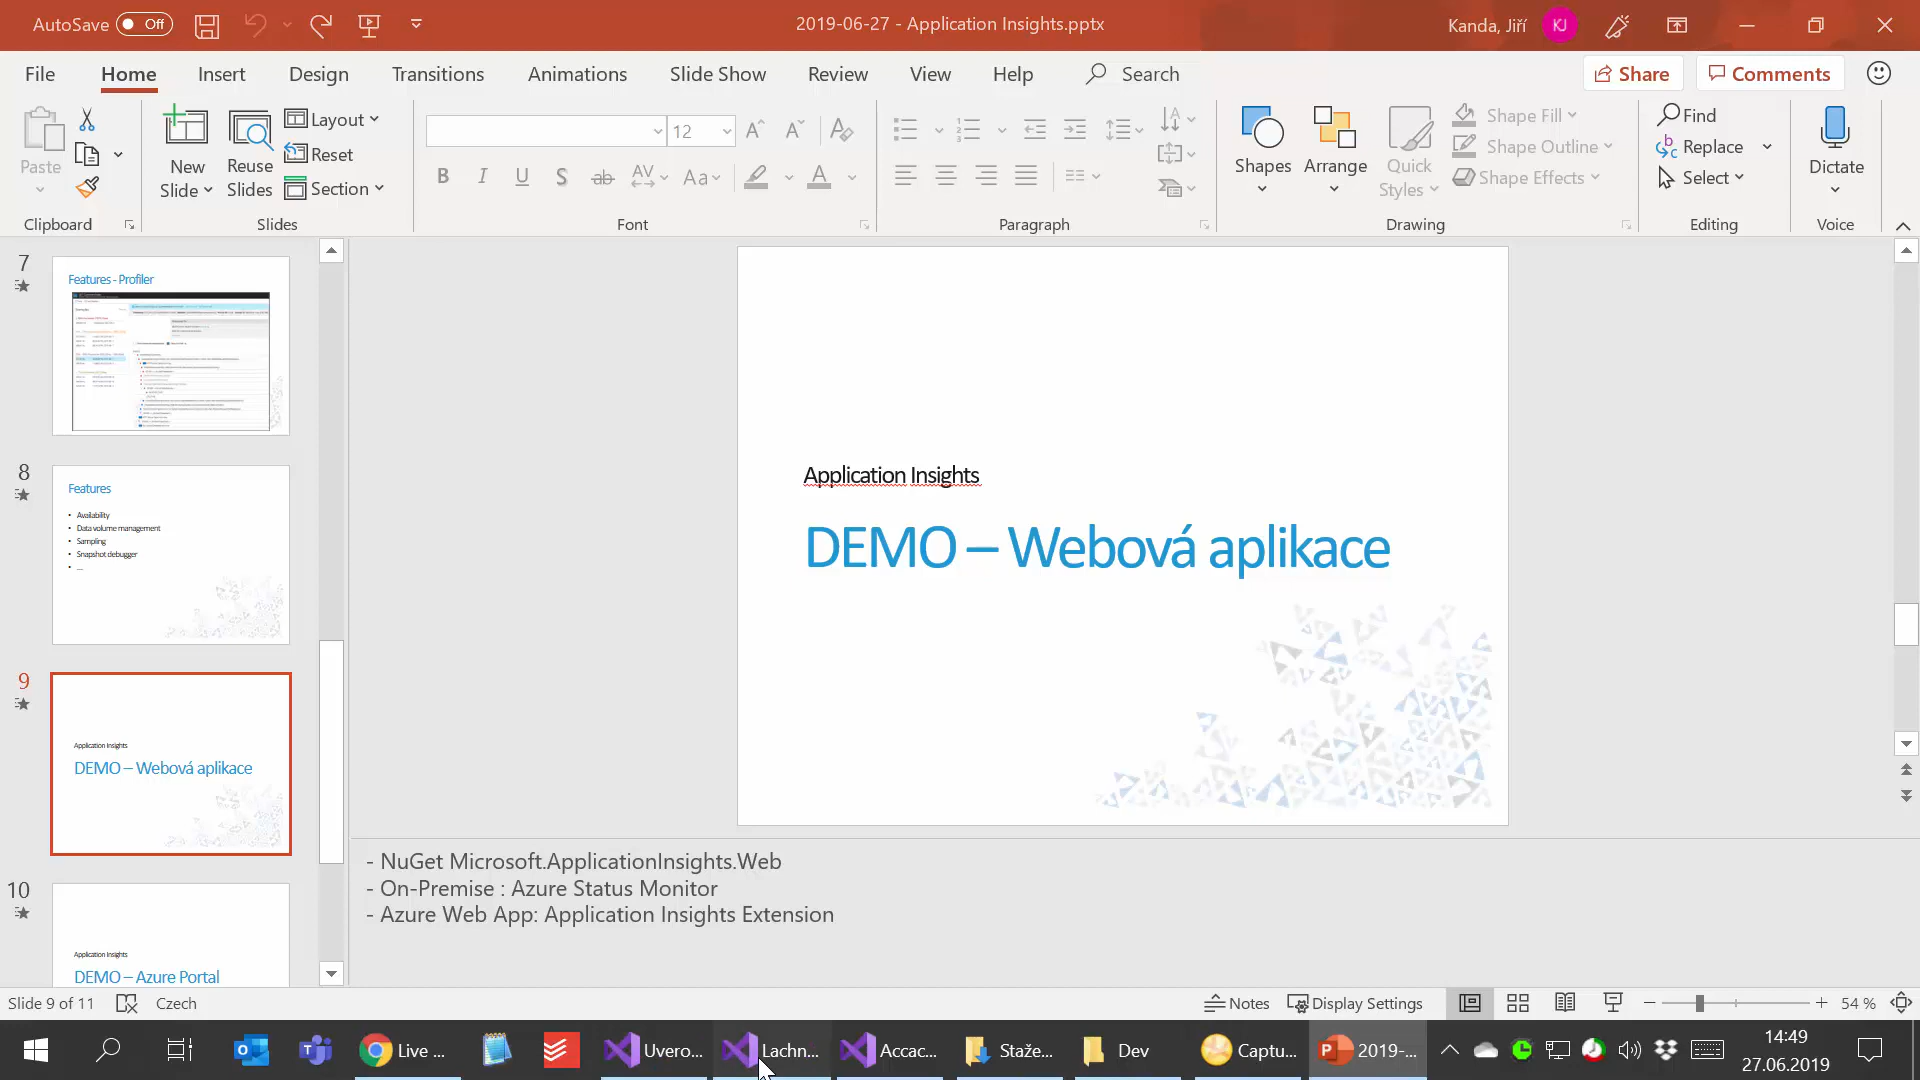 AutoSave Off
2019-06-27 - Application Insights.pptx
Kanda, Jiří KJ
File Home Insert Design Transitions Animations Slide Show Review View Help Search Share Comments
Paste
New Slide
Reuse Slides
Layout
Reset
Section
12
B I U S ab AV Aa A
Shapes
Arrange
Quick Styles
Shape Fill
Shape Outline
Shape Effects
Find
Replace
Select
Dictate
Clipboard Slides Font Paragraph Drawing Editing Voice
7
Features - Profiler
8
Features
• Availability
• Data volume management
• Sampling
• Snapshot debugger
• ...
9
Application Insights
DEMO – Webová aplikace
10
Application Insights
DEMO – Azure Portal
Application Insights
DEMO – Webová aplikace
- NuGet Microsoft.ApplicationInsights.Web
- On-Premise : Azure Status Monitor
- Azure Web App: Application Insights Extension
Slide 9 of 11 Czech Notes Display Settings 54 %
Live ... Uvero... Lachn... Accac... Staže... Dev Captu... 2019-...
14:49
27.06.2019